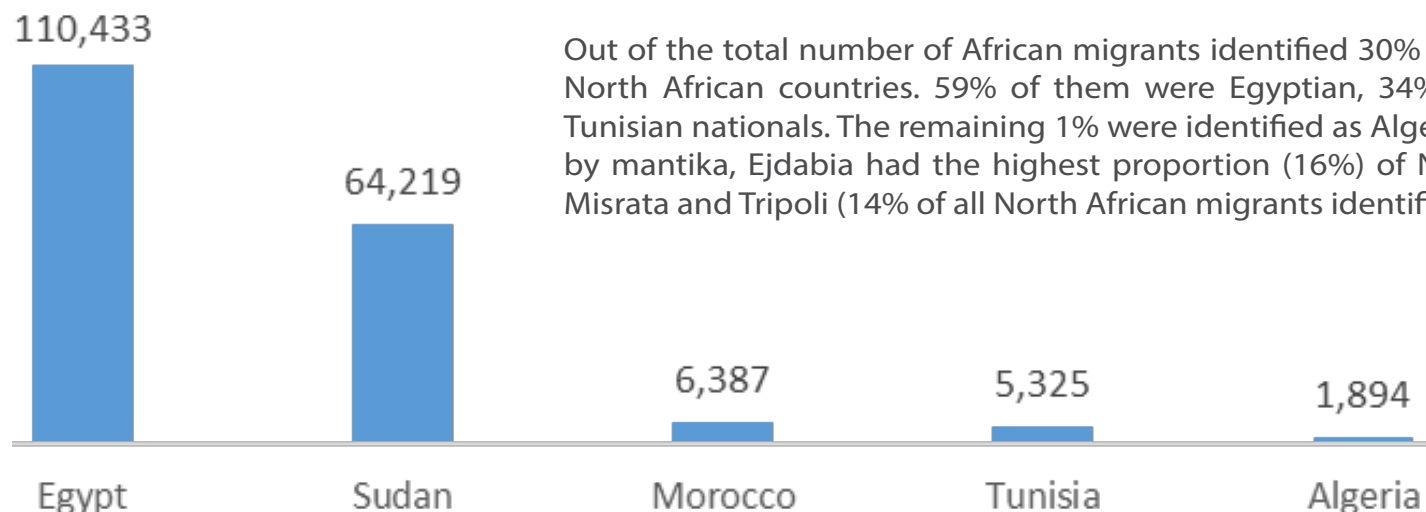 110,433
Out of the total number of African migrants identified 30%
North African countries. 59% of them were Egyptian, 34%
Tunisian nationals. The remaining 1% were identified as Alge
by mantika, Ejdabia had the highest proportion (16%) of N
Misrata and Tripoli (14% of all North African migrants identif
64,219
6,387
5,325
1,894
Egypt Sudan Morocco Tunisia Algeria